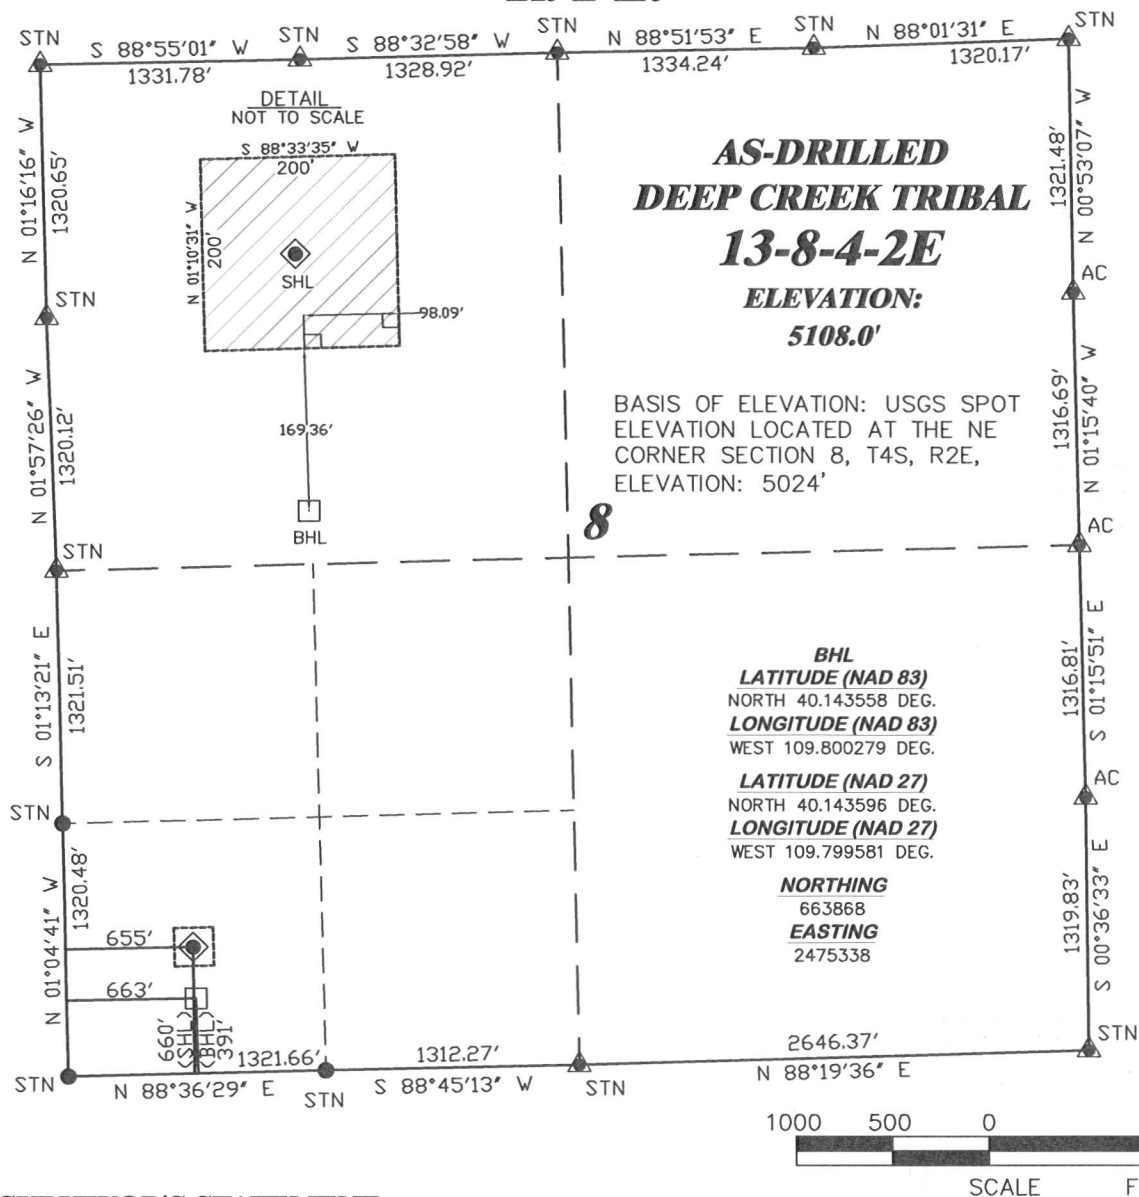 STN
STN
STN
STN
STN
S 88°55'01" W
1331.78'
S 88°32'58" W
1328.92'
N 88°51'53" E
1334.24'
N 88°01'31" E
1320.17'
DETAIL
NOT TO SCALE
S 88°33'35" W
200'
N 01°10'31" W
200'
SHL
98.09'
169.36'
BHL
AS-DRILLED
DEEP CREEK TRIBAL
13-8-4-2E
ELEVATION:
5108.0'
BASIS OF ELEVATION: USGS SPOT
ELEVATION LOCATED AT THE NE
CORNER SECTION 8, T4S, R2E,
ELEVATION: 5024'
8
N 01°16'16" W
1320.65'
STN
N 01°57'26" W
1320.12'
STN
S 01°13'21" E
1321.51'
STN
N 01°04'41" W
1320.48'
1321.48'
N 00°53'07" W
AC
1316.69'
N 01°15'40" W
AC
1316.81'
S 01°15'51" E
AC
1319.83'
S 00°36'33" E
STN
BHL
LATITUDE (NAD 83)
NORTH 40.143558 DEG.
LONGITUDE (NAD 83)
WEST 109.800279 DEG.
LATITUDE (NAD 27)
NORTH 40.143596 DEG.
LONGITUDE (NAD 27)
WEST 109.799581 DEG.
NORTHING
663868
EASTING
2475338
655'
663'
660'
(SHL)
(BHL)
391'
STN
1321.66'
N 88°36'29" E
STN
1312.27'
S 88°45'13" W
STN
2646.37'
N 88°19'36" E
1000 500 0
SCALE F